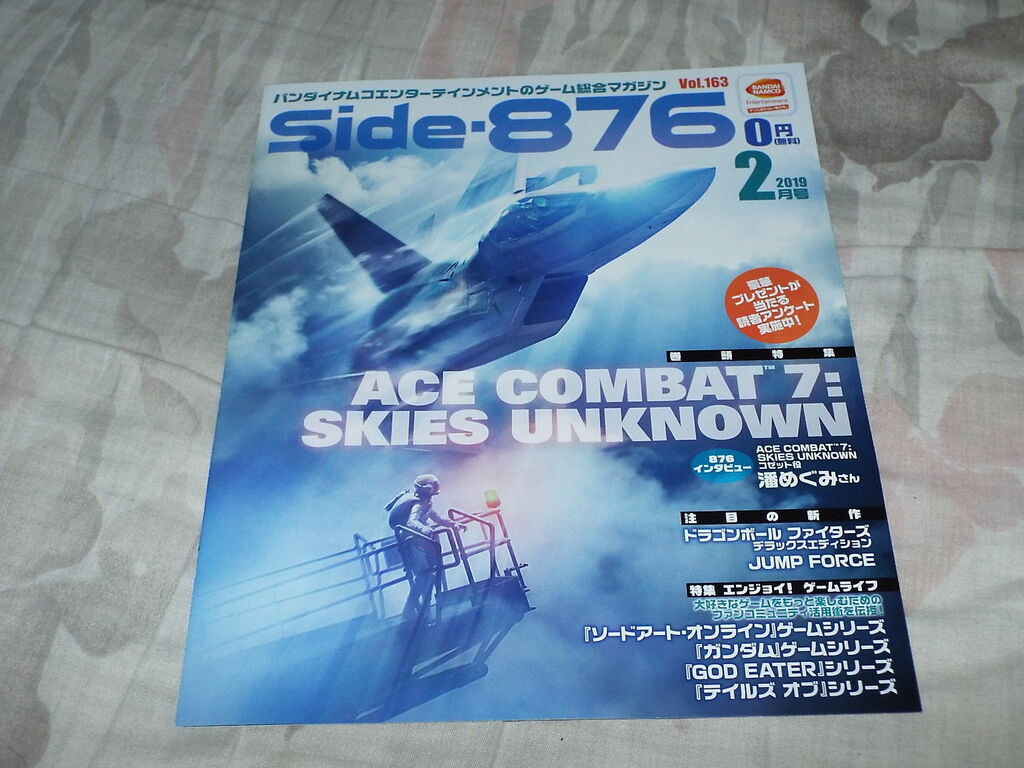 バンダイナムコエンターテインメントのゲーム総合マガジン Vol.163
BANDAI
NAMCO
Entertainment
Side-876
0円
(無料)
2 2019
月号
豪華
プレゼントが
当たる
読者アンケート
実施中!
巻頭特集
ACE COMBAT™ 7:
SKIES UNKNOWN
876
インタビュー
ACE COMBAT™ 7:
SKIES UNKNOWN
コゼット役
潘めぐみさん
注目の新作
ドラゴンボール ファイターズ
デラックスエディション
JUMP FORCE
特集 エンジョイ! ゲームライフ
大好きなゲームをもっと楽しむための
ファンコミュニティ活用術を伝授!
『ソードアート・オンライン』ゲームシリーズ
『ガンダム』ゲームシリーズ
『GOD EATER』シリーズ
『テイルズ オブ』シリーズ